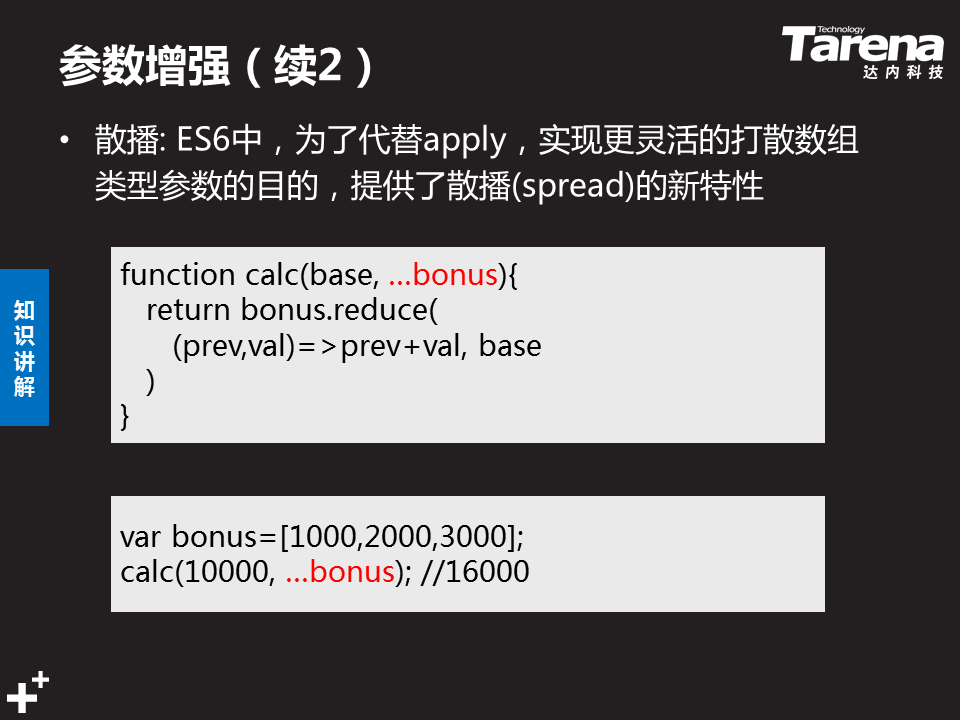 参数增强（续2）
Technology
Tarena
达内科技
• 散播: ES6中，为了代替apply，实现更灵活的打散数组
类型参数的目的，提供了散播(spread)的新特性
知
识
讲
解
function calc(base, ...bonus){
return bonus.reduce(
(prev,val)=>prev+val, base
)
}
var bonus=[1000,2000,3000];
calc(10000, ...bonus); //16000